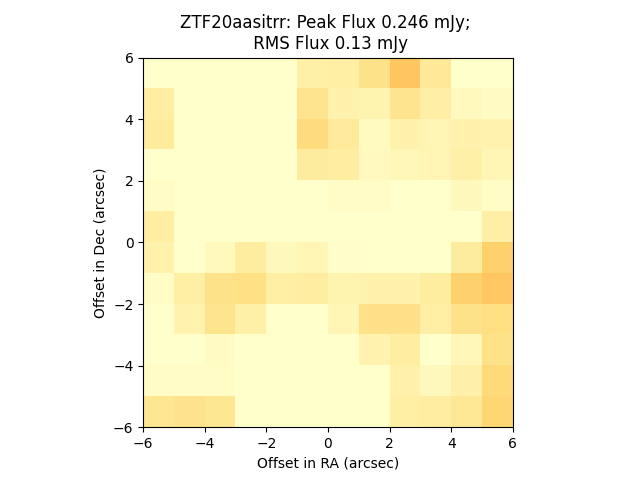 ZTF20aasitrr: Peak Flux 0.246 mJy;
RMS Flux 0.13 mJy
6
4
2
0
−2
−4
−6
Offset in Dec (arcsec)
−6 −4 −2 0 2 4 6
Offset in RA (arcsec)